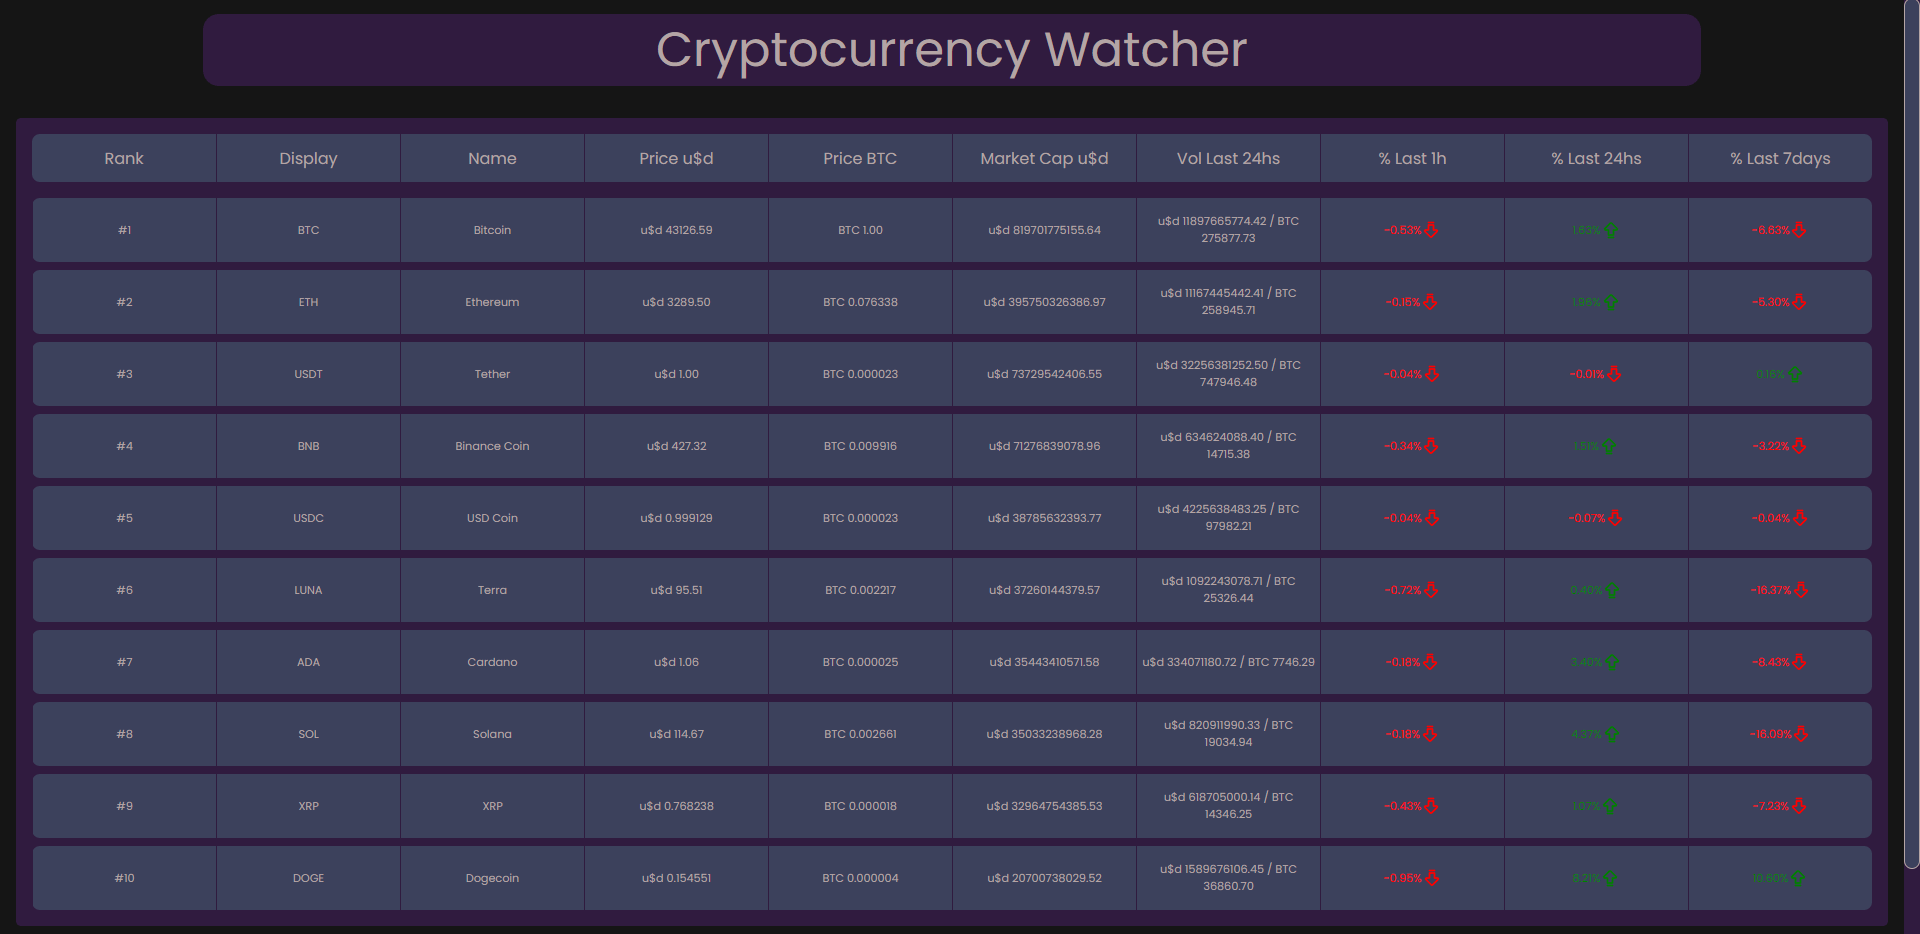 Cryptocurrency Watcher
Rank Display Name Price u$d Price BTC Market Cap u$d Vol Last 24hs % Last 1h % Last 24hs % Last 7days
#1 BTC Bitcoin u$d 43126.59 BTC 1.00 u$d 819701775155.64 u$d 11897665774.42 / BTC 275877.73 -0.53% 1.63% -6.63%
#2 ETH Ethereum u$d 3289.50 BTC 0.076338 u$d 395750326386.97 u$d 11167445442.41 / BTC 258945.71 -0.15% 1.96% -5.30%
#3 USDT Tether u$d 1.00 BTC 0.000023 u$d 73729542406.55 u$d 32256381252.50 / BTC 747946.48 -0.04% -0.01% 0.16%
#4 BNB Binance Coin u$d 427.32 BTC 0.009916 u$d 71276839078.96 u$d 634624088.40 / BTC 14715.38 -0.34% 1.51% -3.22%
#5 USDC USD Coin u$d 0.999129 BTC 0.000023 u$d 38785632393.77 u$d 4225638483.25 / BTC 97982.21 -0.04% -0.07% -0.04%
#6 LUNA Terra u$d 95.51 BTC 0.002217 u$d 37260144379.57 u$d 1092243078.71 / BTC 25326.44 -0.72% 0.40% -16.37%
#7 ADA Cardano u$d 1.06 BTC 0.000025 u$d 35443410571.58 u$d 334071180.72 / BTC 7746.29 -0.18% 3.40% -8.43%
#8 SOL Solana u$d 114.67 BTC 0.002661 u$d 35033238968.28 u$d 820911990.33 / BTC 19034.94 -0.18% 4.37% -16.09%
#9 XRP XRP u$d 0.768238 BTC 0.000018 u$d 32964754385.53 u$d 618705000.14 / BTC 14346.25 -0.43% 1.07% -7.23%
#10 DOGE Dogecoin u$d 0.154551 BTC 0.000004 u$d 20700738029.52 u$d 1589676106.45 / BTC 36860.70 -0.95% 10.60%